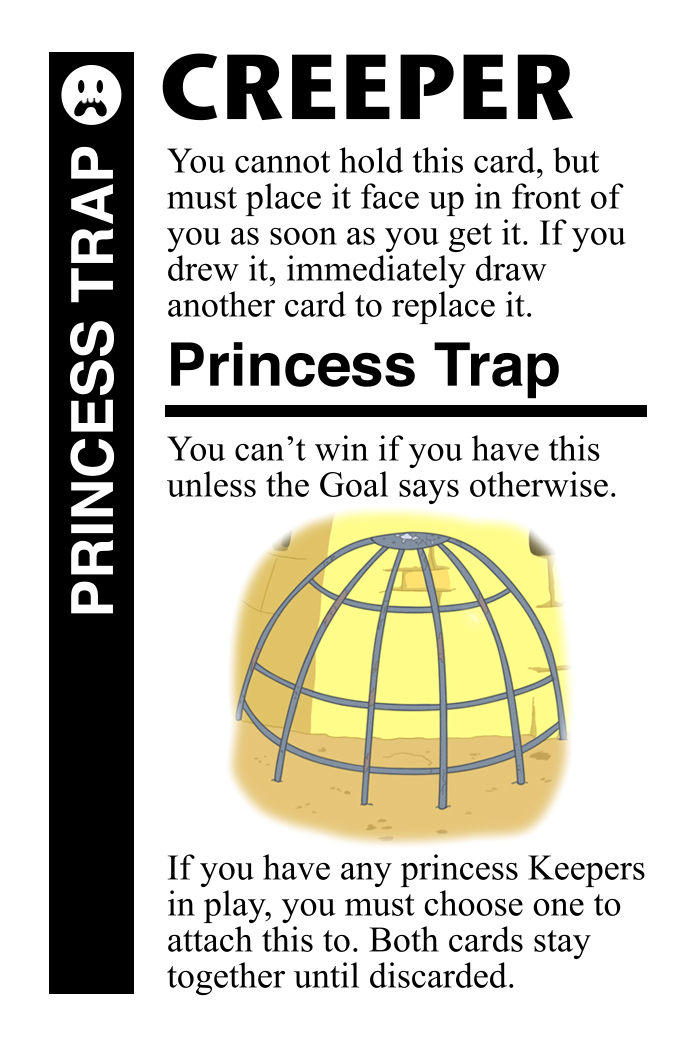 PRINCESS TRAP
CREEPER
You cannot hold this card, but
must place it face up in front of
you as soon as you get it. If you
drew it, immediately draw
another card to replace it.
Princess Trap
You can’t win if you have this
unless the Goal says otherwise.
If you have any princess Keepers
in play, you must choose one to
attach this to. Both cards stay
together until discarded.